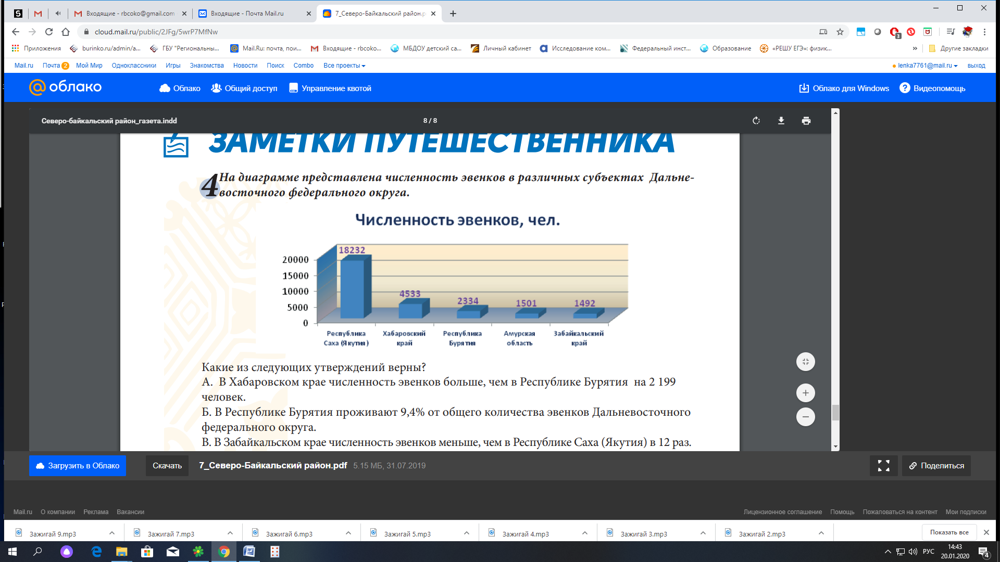 Входящие - rbcoko@gmail.com
Входящие - Почта Mail.ru
7_Северо-Байкальский район.p
cloud.mail.ru/public/2JFg/5wrP7MfNw
3
Приложения
burinko.ru/admin/a...
ГБУ "Региональны...
Mail.Ru: почта, пои...
Входящие - rbcoko...
МБДОУ детский са...
Личный кабинет
Исследование ком...
Федеральный инст...
Образование
«РЕШУ ЕГЭ»: физик...
»
Другие закладки
Mail.ru Почта 2 Мой Мир Одноклассники Игры Знакомства Новости Поиск Combo Все проекты
lenka7761@mail.ru выход
облако
Облако Общий доступ Управление квотой
Облако для Windows Видеопомощь
Северо-байкальский район_газета.indd
8 / 8
ЗАМЕТКИ ПУТЕШЕСТВЕННИКА
4 На диаграмме представлена численность эвенков в различных субъектах Дальне-
восточного федерального округа.
Численность эвенков, чел.
20000
15000
10000
5000
0
18232
4533
2334
1501
1492
Республика
Саха (Якутия)
Хабаровский
край
Республика
Бурятия
Амурская
область
Забайкальский
край
Какие из следующих утверждений верны?
А. В Хабаровском крае численность эвенков больше, чем в Республике Бурятия на 2 199
человек.
Б. В Республике Бурятия проживают 9,4% от общего количества эвенков Дальневосточного
федерального округа.
В. В Забайкальском крае численность эвенков меньше, чем в Республике Саха (Якутия) в 12 раз.
Загрузить в Облако
Скачать
7_Северо-Байкальский район.pdf 5.15 МБ, 31.07.2019
Поделиться
Mail.ru О компании Реклама Вакансии
Лицензионное соглашение Помощь Пожаловаться на контент Мои подписки
Зажигай 9.mp3
Зажигай 7.mp3
Зажигай 6.mp3
Зажигай 5.mp3
Зажигай 4.mp3
Зажигай 3.mp3
Зажигай 2.mp3
Показать все
РУС
14:43
20.01.2020
4